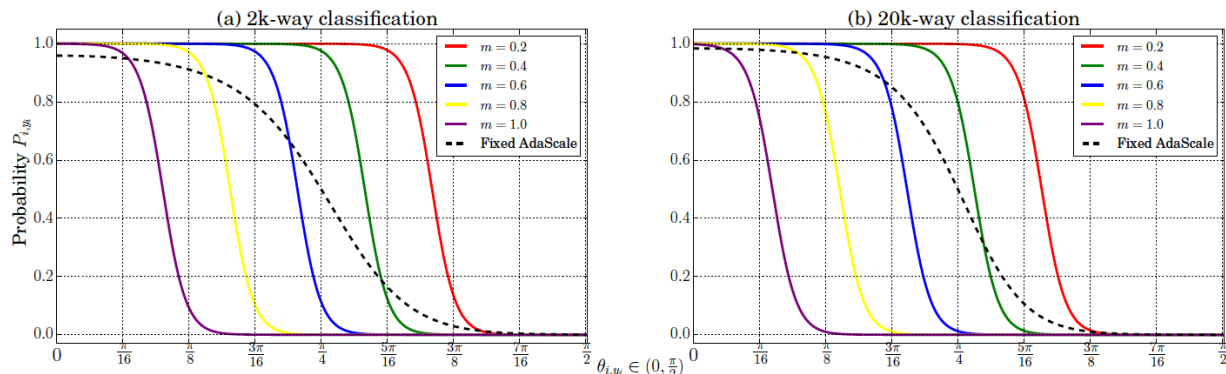 (a) 2k-way classification
Probability P_{i,y_i}
1.0
0.8
0.6
0.4
0.2
0.0
m = 0.2
m = 0.4
m = 0.6
m = 0.8
m = 1.0
Fixed AdaScale
0 π/16 π/8 3π/16 π/4 5π/16 3π/8 7π/16 π/2
(b) 20k-way classification
1.0
0.8
0.6
0.4
0.2
0.0
m = 0.2
m = 0.4
m = 0.6
m = 0.8
m = 1.0
Fixed AdaScale
0 π/16 π/8 3π/16 π/4 5π/16 3π/8 7π/16 π/2
θ_{i,y_i} ∈ (0, π/2)